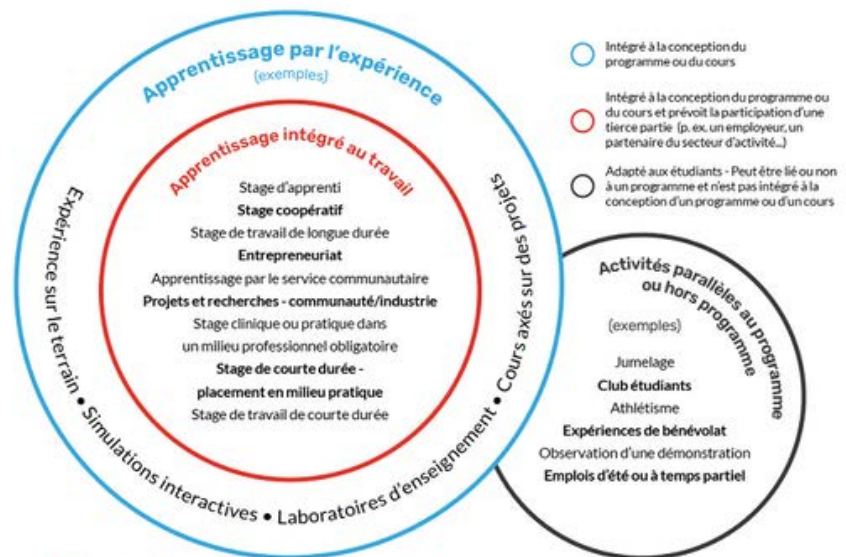 Apprentissage par l'expérience
(exemples)
Apprentissage intégré au travail
Stage d'apprenti
Stage coopératif
Stage de travail de longue durée
Entrepreneuriat
Apprentissage par le service communautaire
Projets et recherches - communauté/industrie
Stage clinique ou pratique dans
un milieu professionnel obligatoire
Stage de courte durée -
placement en milieu pratique
Stage de travail de courte durée
Expérience sur le terrain • Simulations interactives • Laboratoires d'enseignement • Cours axés sur des projets
Intégré à la conception du
programme ou du cours
Intégré à la conception du programme ou
du cours et prévoit la participation d'une
tierce partie (p. ex. un employeur, un
partenaire du secteur d'activité...)
Adapté aux étudiants - Peut être lié ou non
à un programme et n'est pas intégré à la
conception d'un programme ou d'un cours
Activités parallèles au programme
ou hors programme
(exemples)
Jumelage
Club étudiants
Athlétisme
Expériences de bénévolat
Observation d'une démonstration
Emplois d'été ou à temps partiel